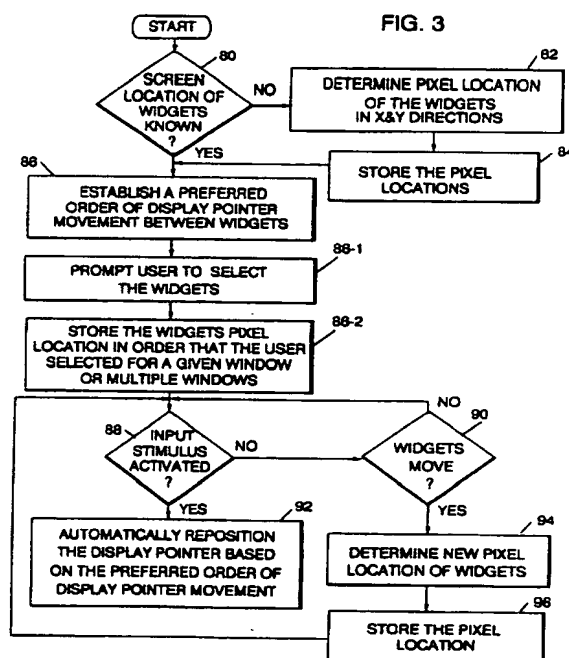 FIG. 3
START
80
SCREEN
LOCATION OF
WIDGETS
KNOWN
?
NO
YES
82
DETERMINE PIXEL LOCATION
OF THE WIDGETS
IN X&Y DIRECTIONS
84
STORE THE PIXEL
LOCATIONS
86
ESTABLISH A PREFERRED
ORDER OF DISPLAY POINTER
MOVEMENT BETWEEN WIDGETS
86-1
PROMPT USER TO SELECT
THE WIDGETS
86-2
STORE THE WIDGETS PIXEL
LOCATION IN ORDER THAT THE USER
SELECTED FOR A GIVEN WINDOW
OR MULTIPLE WINDOWS
88
INPUT
STIMULUS
ACTIVATED
?
NO
YES
NO
90
WIDGETS
MOVE
?
YES
92
AUTOMATICALLY REPOSITION
THE DISPLAY POINTER BASED
ON THE PREFERRED ORDER OF
DISPLAY POINTER MOVEMENT
94
DETERMINE NEW PIXEL
LOCATION OF WIDGETS
96
STORE THE PIXEL
LOCATION